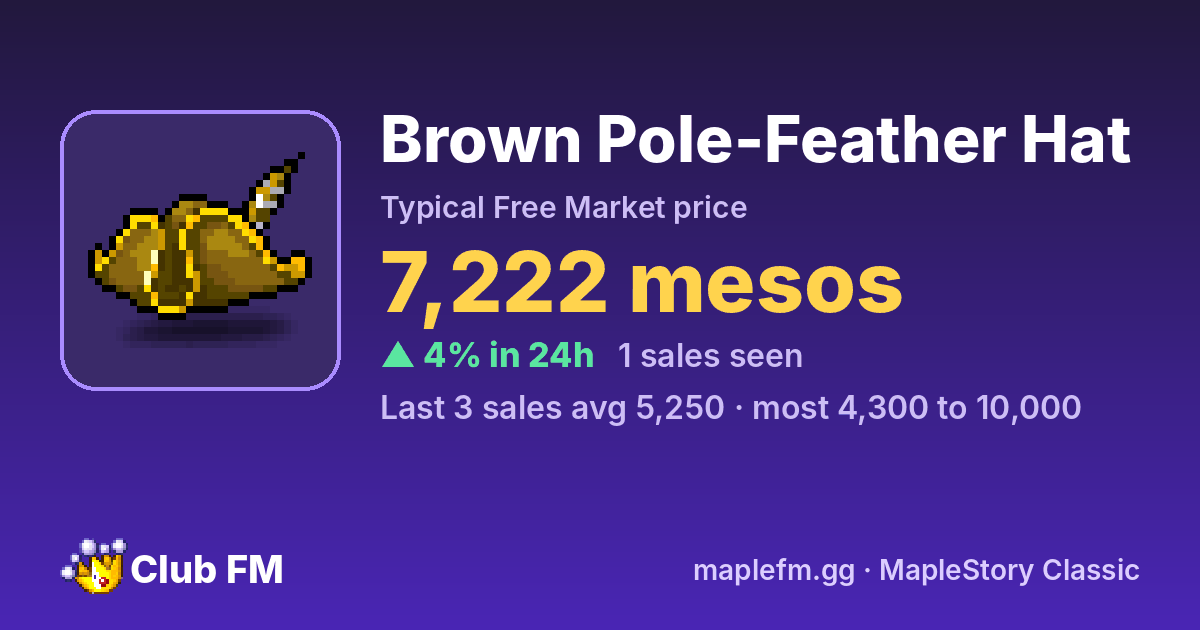 Brown Pole-Feather Hat
Typical Free Market price
7,222 mesos
▲ 4% in 24h 1 sales seen
Last 3 sales avg 5,250 · most 4,300 to 10,000
Club FM
maplefm.gg · MapleStory Classic